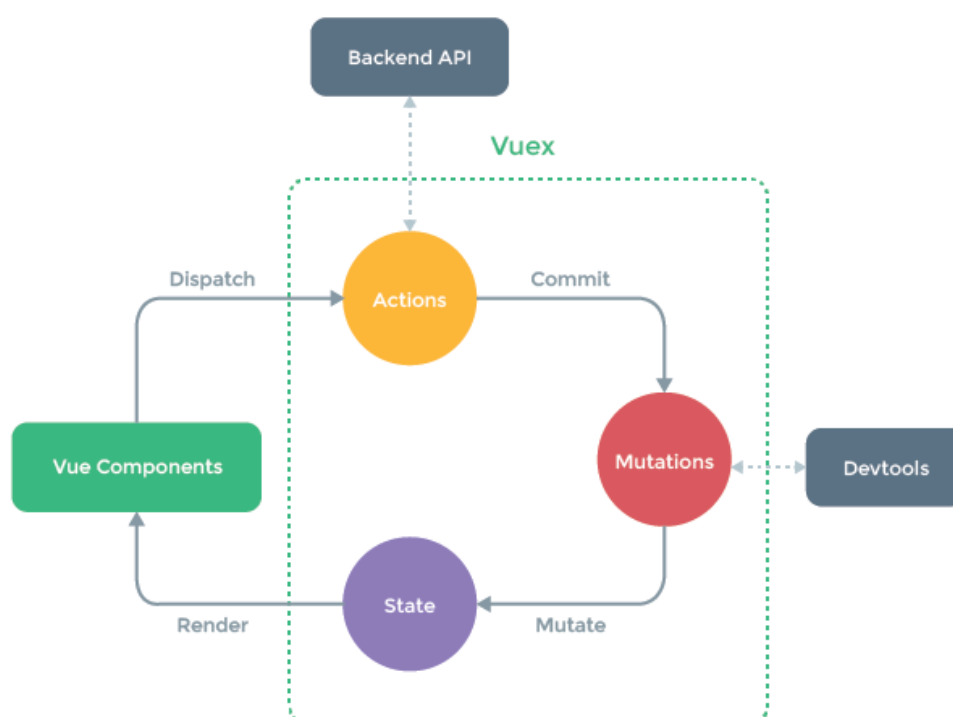 Backend API
Vuex
Dispatch
Commit
Actions
Vue Components
Mutations
Devtools
State
Render
Mutate